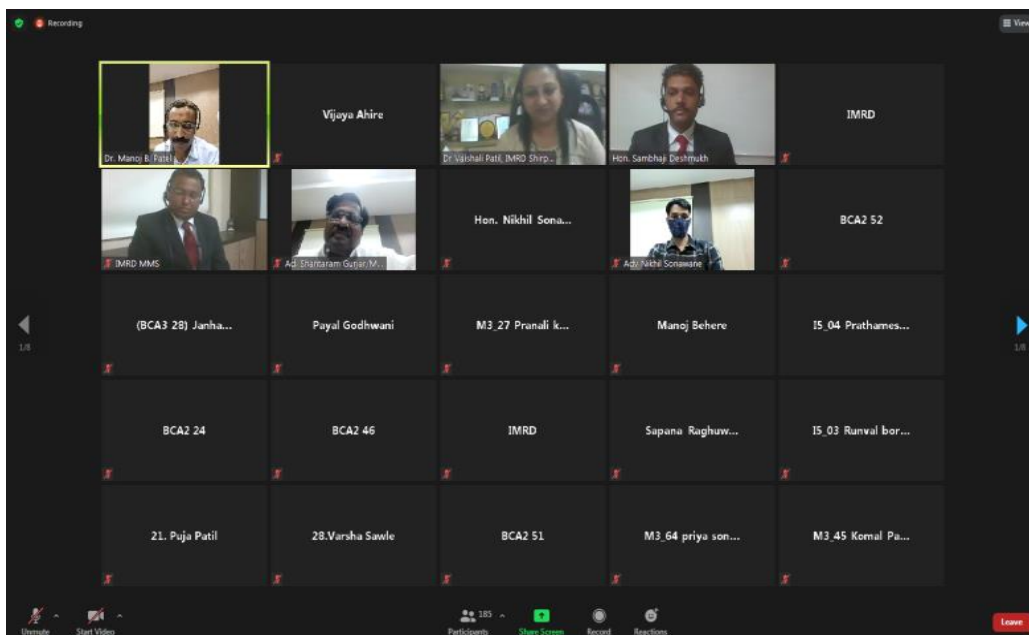 Recording
View
Dr. Manoj B. Patel
Vijaya Ahire
Dr Vaishali Patil, IMRD Shirp...
Hon. Sambhaji Deshmukh
IMRD
IMRD MMS
Ad. Shantaram Gurjar/M...
Hon. Nikhil Sona...
Adv Nikhil Sonawane
BCA2 52
(BCA3 28) Janha...
Payal Godhwani
M3_27 Pranali k...
Manoj Behere
I5_04 Prathames...
1/8
1/8
BCA2 24
BCA2 46
IMRD
Sapana Raghuw...
I5_03 Runval bor...
21. Puja Patil
28.Varsha Sawle
BCA2 51
M3_64 priya son...
M3_45 Komal Pa...
Unmute
Start Video
185
Participants
Share Screen
Record
Reactions
Leave